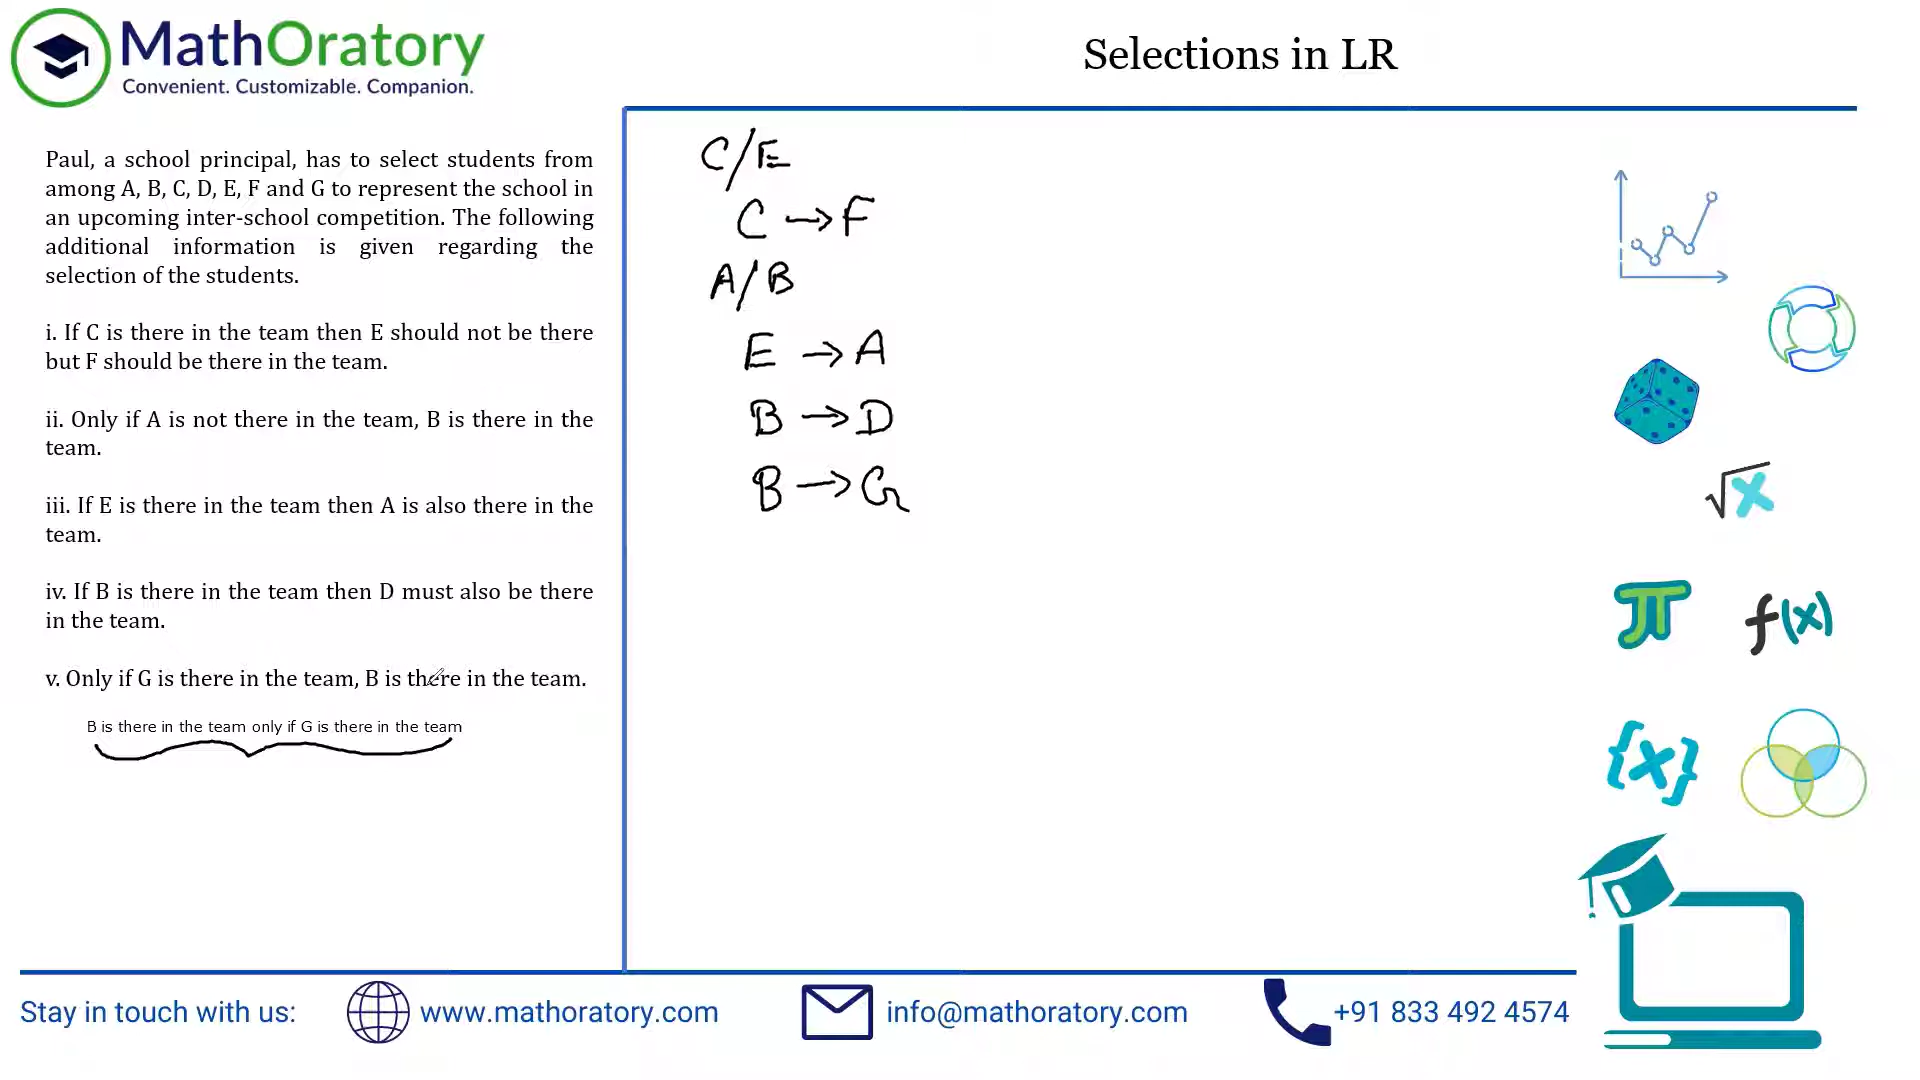 MathOratory
Convenient. Customizable. Companion.
Selections in LR
Paul, a school principal, has to select students from
among A, B, C, D, E, F and G to represent the school in
an upcoming inter-school competition. The following
additional information is given regarding the
selection of the students.
i. If C is there in the team then E should not be there
but F should be there in the team.
ii. Only if A is not there in the team, B is there in the
team.
iii. If E is there in the team then A is also there in the
team.
iv. If B is there in the team then D must also be there
in the team.
v. Only if G is there in the team, B is there in the team.
B is there in the team only if G is there in the team
C/E
C → F
A/B
E → A
B → D
B → G
√x
π
f(x)
{x}
Stay in touch with us:
www.mathoratory.com
info@mathoratory.com
+91 833 492 4574